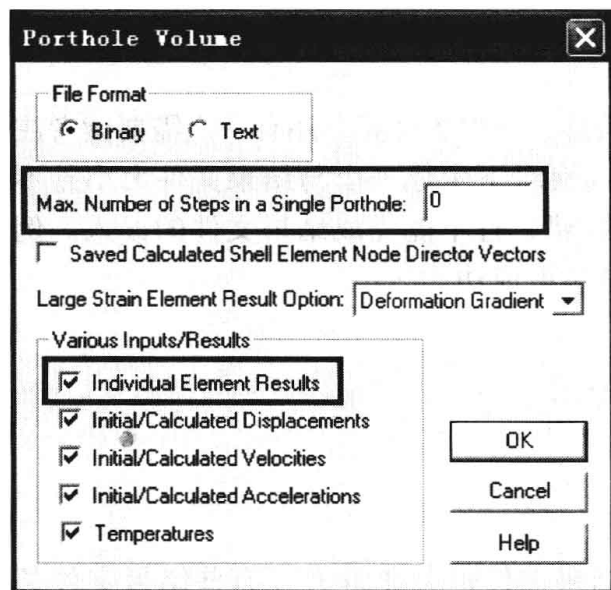 Porthole Volume
File Format
Binary Text
Max. Number of Steps in a Single Porthole: 0
Saved Calculated Shell Element Node Director Vectors
Large Strain Element Result Option: Deformation Gradient
Various Inputs/Results
Individual Element Results
Initial/Calculated Displacements
Initial/Calculated Velocities
Initial/Calculated Accelerations
Temperatures
OK
Cancel
Help